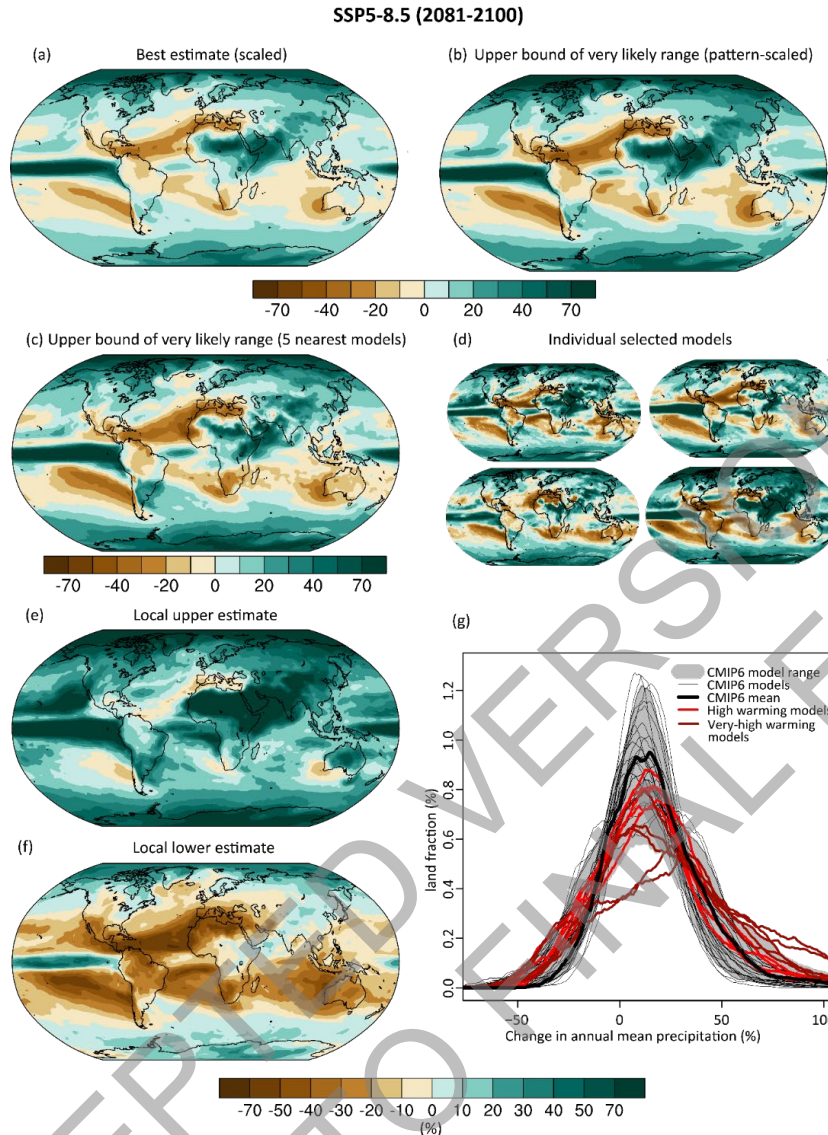 SSP5-8.5 (2081-2100)
(a) Best estimate (scaled)
(b) Upper bound of very likely range (pattern-scaled)
-70 -40 -20 0 20 40 70
(c) Upper bound of very likely range (5 nearest models)
(d) Individual selected models
-70 -40 -20 0 20 40 70
(e) Local upper estimate
(g)
1.2
1.0
0.8
0.6
0.4
0.2
0.0
land fraction (%)
CMIP6 model range
CMIP6 models
CMIP6 mean
High warming models
Very-high warming
models
−50 0 50 100
Change in annual mean precipitation (%)
(f) Local lower estimate
-70 -50 -40 -30 -20 -10 0 10 20 30 40 50 70
(%)